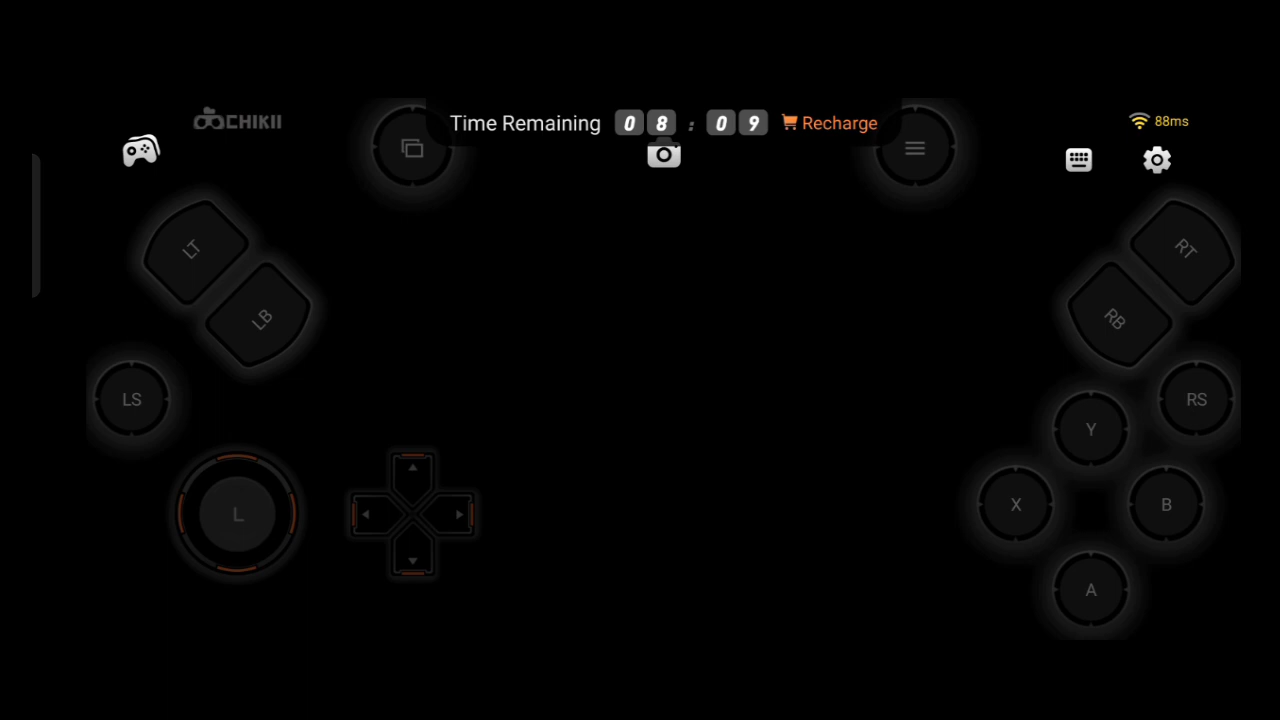 CHIKII
Time Remaining 08:09 Recharge
88ms
LT
RT
LB
RB
LS
RS
Y
L
X
B
A